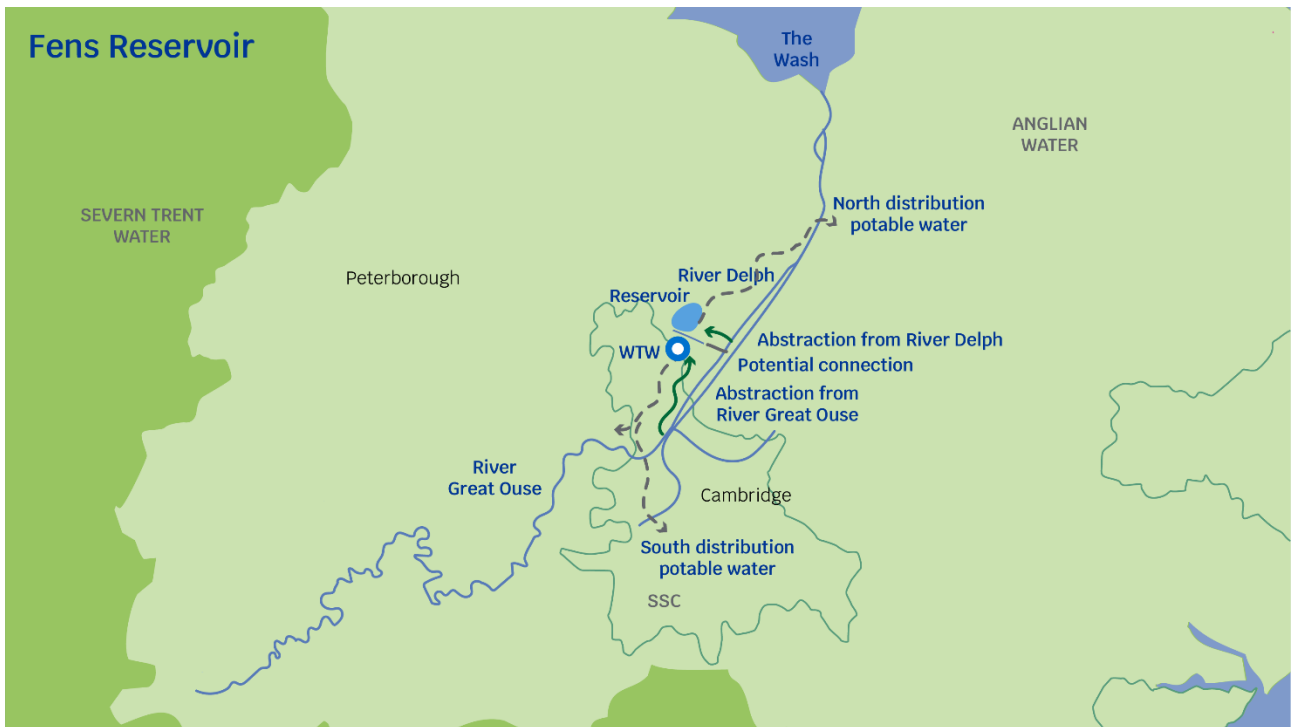 Fens Reservoir
The
Wash
ANGLIAN
WATER
SEVERN TRENT
WATER
North distribution
potable water
Peterborough
River Delph
Reservoir
WTW
Abstraction from River Delph
Potential connection
Abstraction from
River Great Ouse
River
Great Ouse
Cambridge
South distribution
potable water
SSC